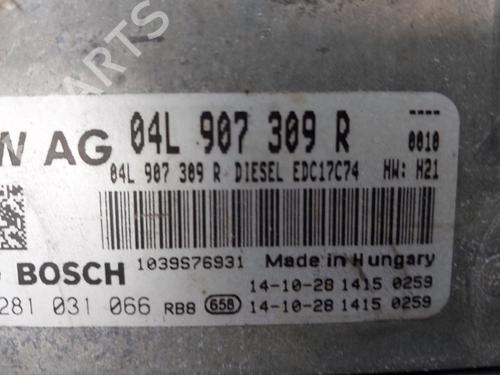 PARTS
W AG 04L 907 309 R 0010
04L 907 309 R DIESEL EDC17C74 HW: H21
BOSCH 1039S76931 Made in Hungary
281 031 066 RB8 658 14-10-28 1415 0259
14-10-28 1415 0259